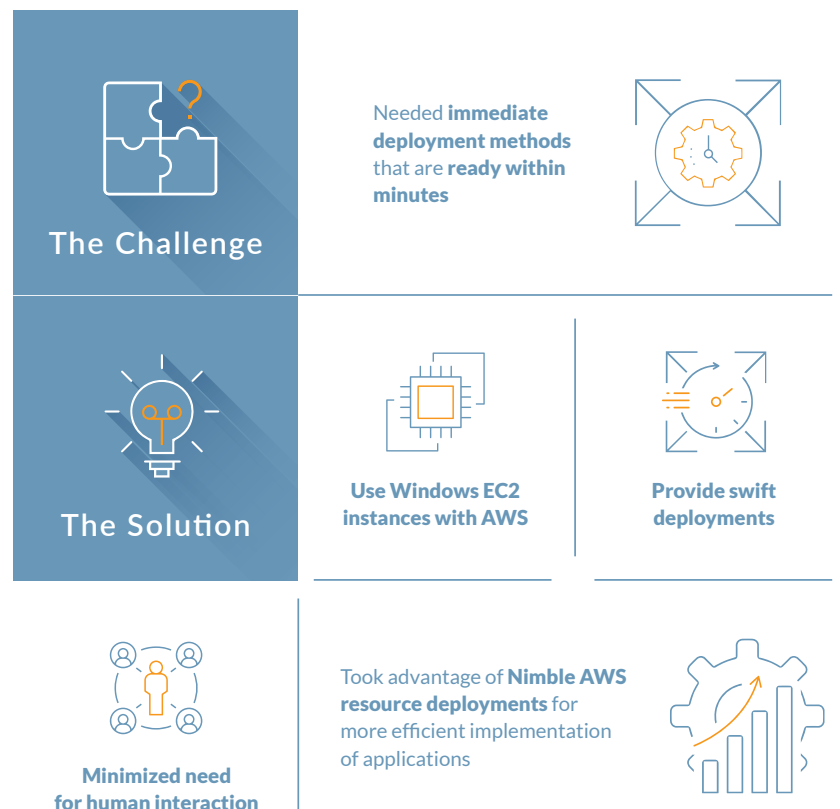 ?
The Challenge
Needed immediate
deployment methods
that are ready within
minutes
The Solution
Use Windows EC2
instances with AWS
Provide swift
deployments
Minimized need
for human interaction
Took advantage of Nimble AWS
resource deployments for
more efficient implementation
of applications